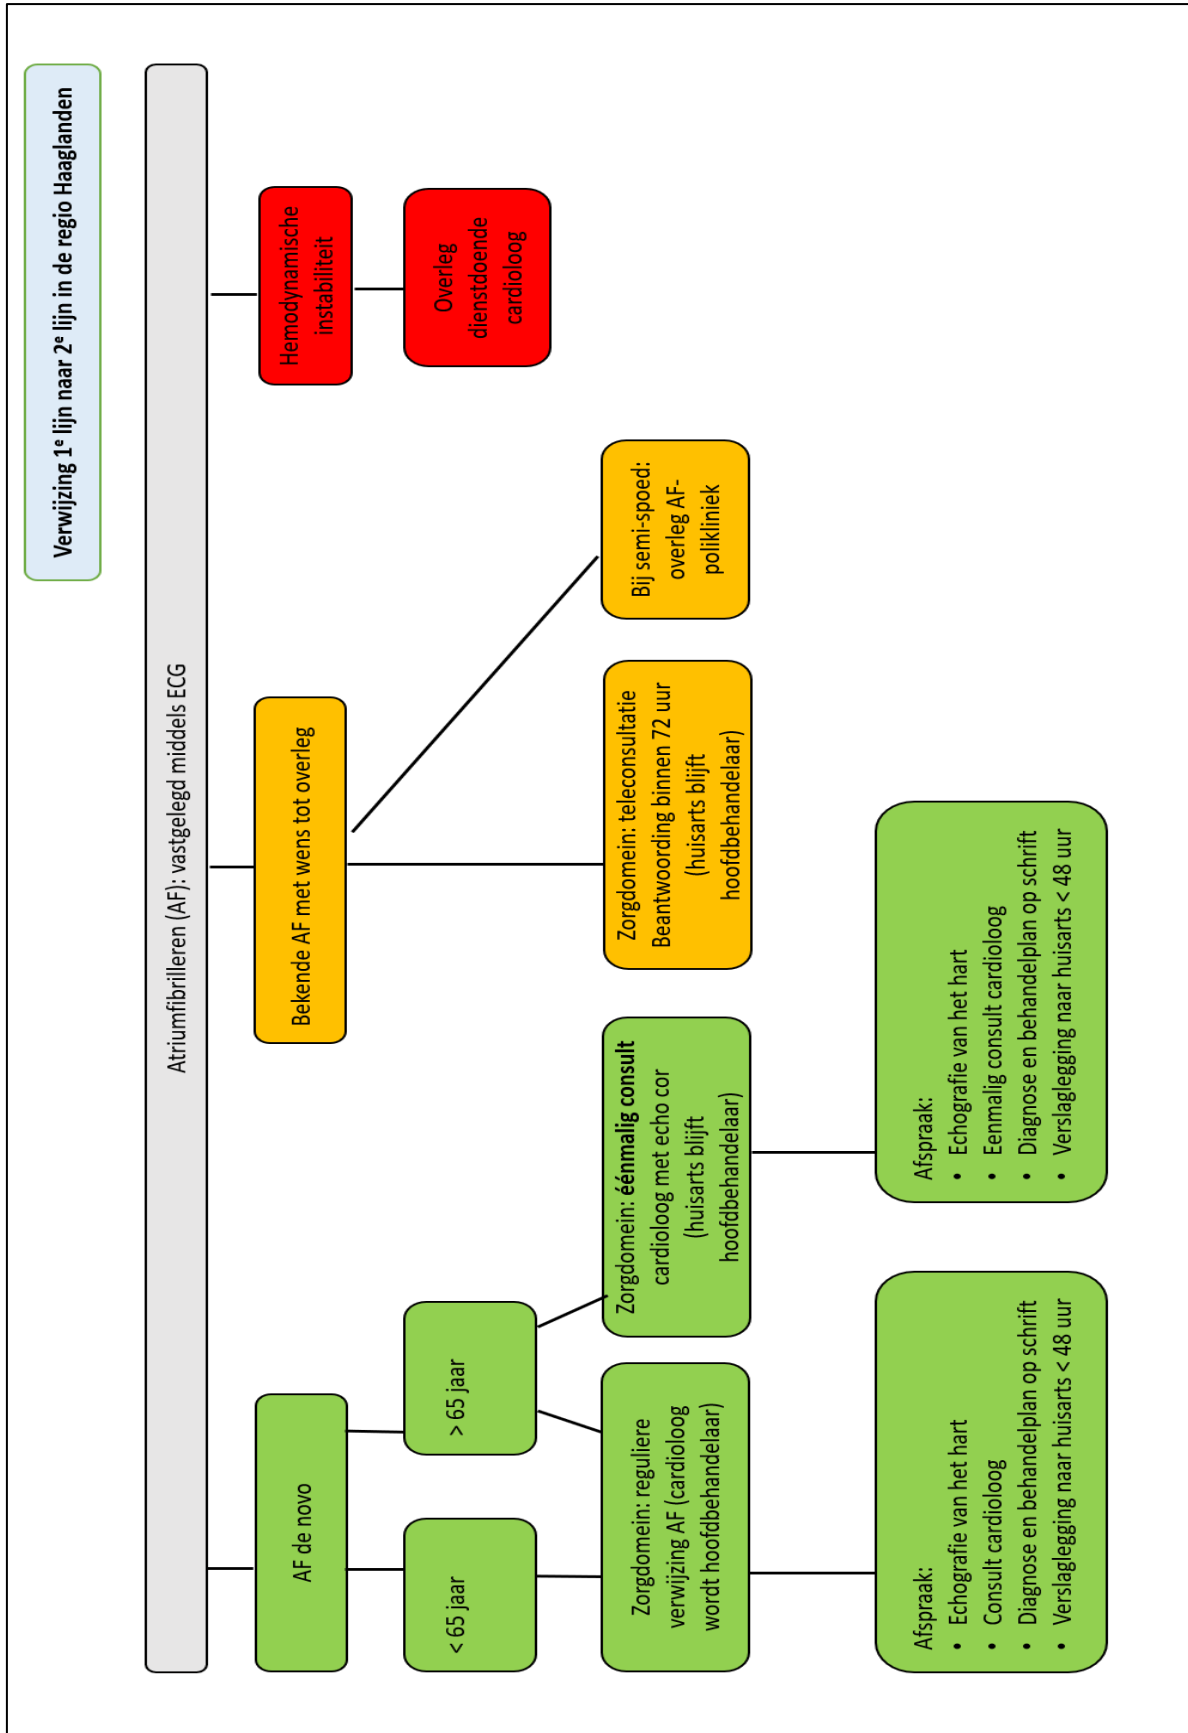 Verwijzing 1e lijn naar 2e lijn in de regio Haaglanden
Atriumfibrilleren (AF): vastgelegd middels ECG
AF de novo
Bekende AF met wens tot overleg
Hemodynamische
instabiliteit
< 65 jaar
> 65 jaar
Overleg
dienstdoende
cardioloog
Zorgdomein: reguliere
verwijzing AF (cardioloog
wordt hoofdbehandelaar)
Zorgdomein: éénmalig consult
cardioloog met echo cor
(huisarts blijft
hoofdbehandelaar)
Zorgdomein: teleconsultatie
Beantwoording binnen 72 uur
(huisarts blijft
hoofdbehandelaar)
Bij semi-spoed:
overleg AF-
polikliniek
Afspraak:
• Echografie van het hart
• Consult cardioloog
• Diagnose en behandelplan op schrift
• Verslaglegging naar huisarts < 48 uur
Afspraak:
• Echografie van het hart
• Eenmalig consult cardioloog
• Diagnose en behandelplan op schrift
• Verslaglegging naar huisarts < 48 uur